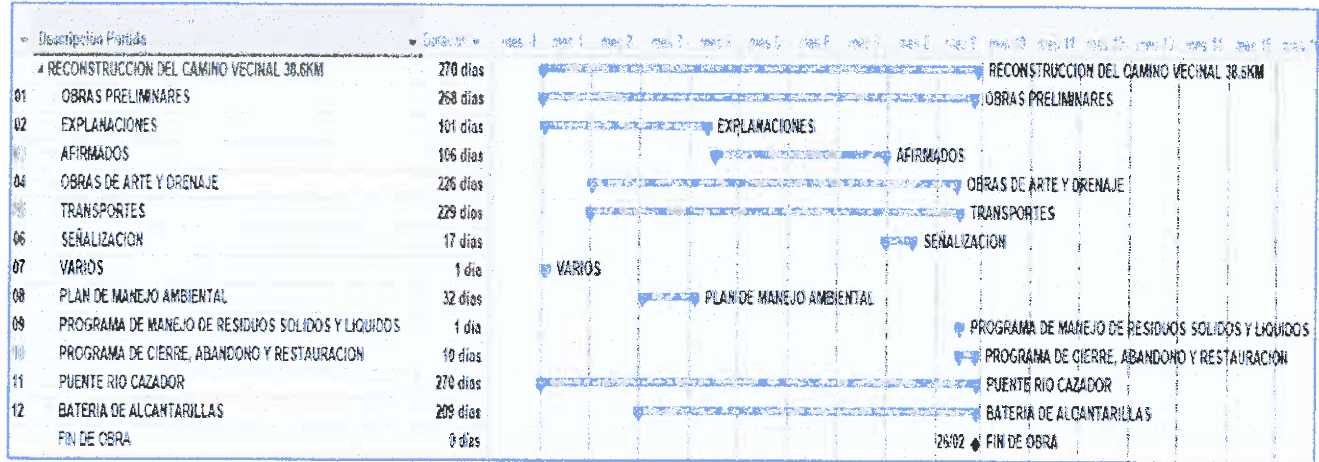 Descripción Partida Duración
RECONSTRUCCION DEL CAMINO VECINAL 38.6KM 270 días RECONSTRUCCION DEL CAMINO VECINAL 38.6KM
01 OBRAS PRELIMINARES 268 días OBRAS PRELIMINARES
02 EXPLANACIONES 101 días EXPLANACIONES
03 AFIRMADOS 106 días AFIRMADOS
04 OBRAS DE ARTE Y DRENAJE 226 días OBRAS DE ARTE Y DRENAJE
05 TRANSPORTES 229 días TRANSPORTES
06 SEÑALIZACION 17 días SEÑALIZACION
07 VARIOS 1 día VARIOS
08 PLAN DE MANEJO AMBIENTAL 32 días PLAN DE MANEJO AMBIENTAL
09 PROGRAMA DE MANEJO DE RESIDUOS SOLIDOS Y LIQUIDOS 1 día PROGRAMA DE MANEJO DE RESIDUOS SOLIDOS Y LIQUIDOS
10 PROGRAMA DE CIERRE, ABANDONO Y RESTAURACION 10 días PROGRAMA DE CIERRE, ABANDONO Y RESTAURACION
11 PUENTE RIO CAZADOR 270 días PUENTE RIO CAZADOR
12 BATERIA DE ALCANTARILLAS 209 días BATERIA DE ALCANTARILLAS
FIN DE OBRA 0 días 26/02 FIN DE OBRA